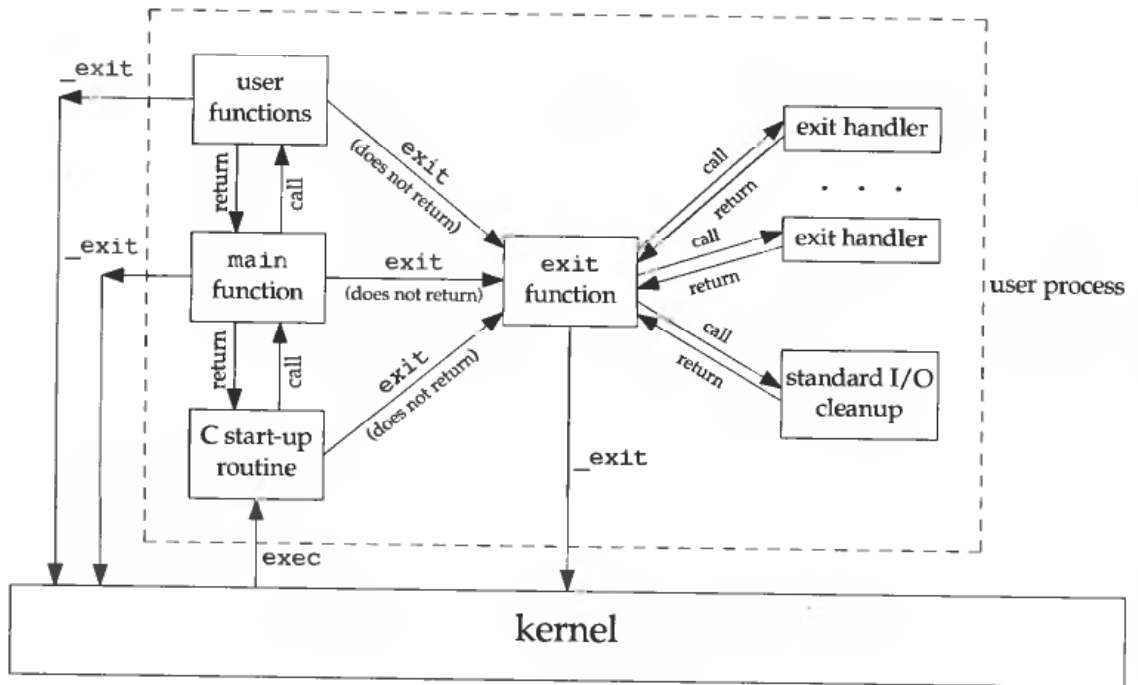 _exit
user
functions
exit
(does not return)
return
call
_exit
main
function
exit
(does not return)
return
call
C start-up
routine
exit
(does not return)
exec
exit
function
_exit
call
return
exit handler
. . .
call
return
exit handler
call
return
standard I/O
cleanup
user process
kernel